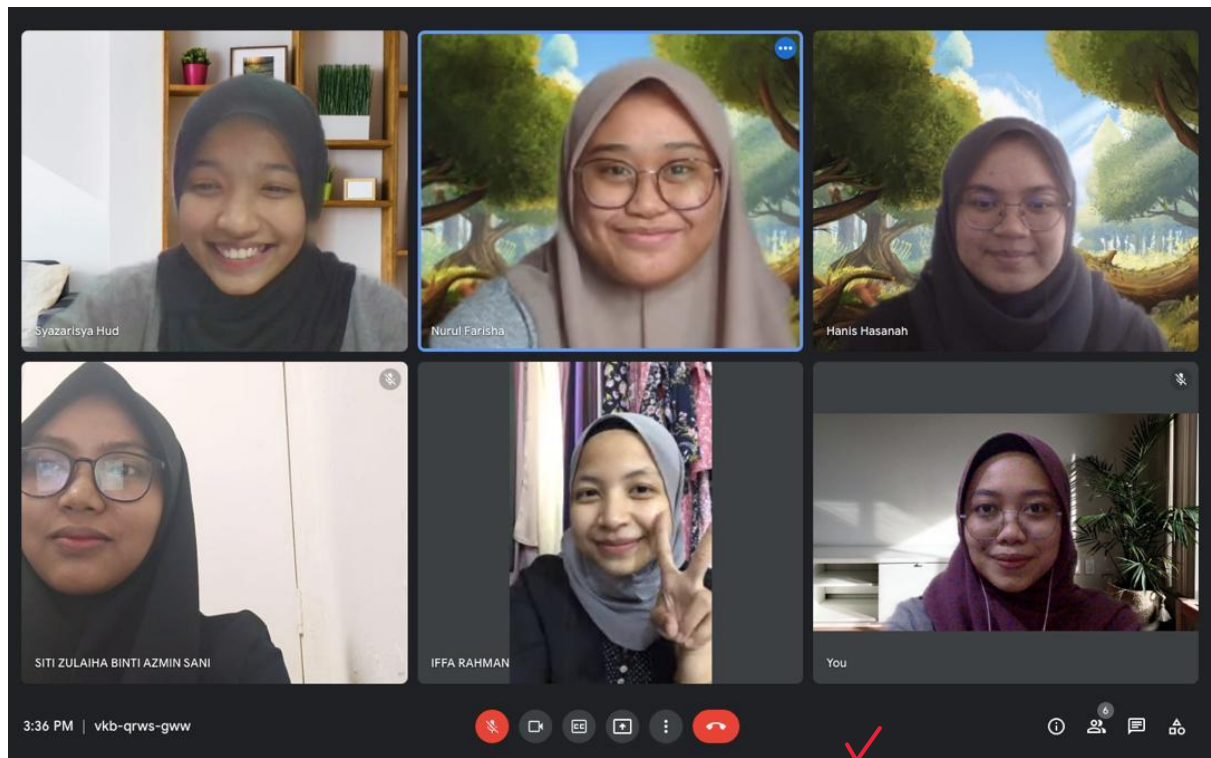 Syazarisya Hud
Nurul Farisha
Hanis Hasanah
SITI ZULAIHA BINTI AZMIN SANI
IFFA RAHMAN
You
3:36 PM | vkb-qrws-gww
CC
6